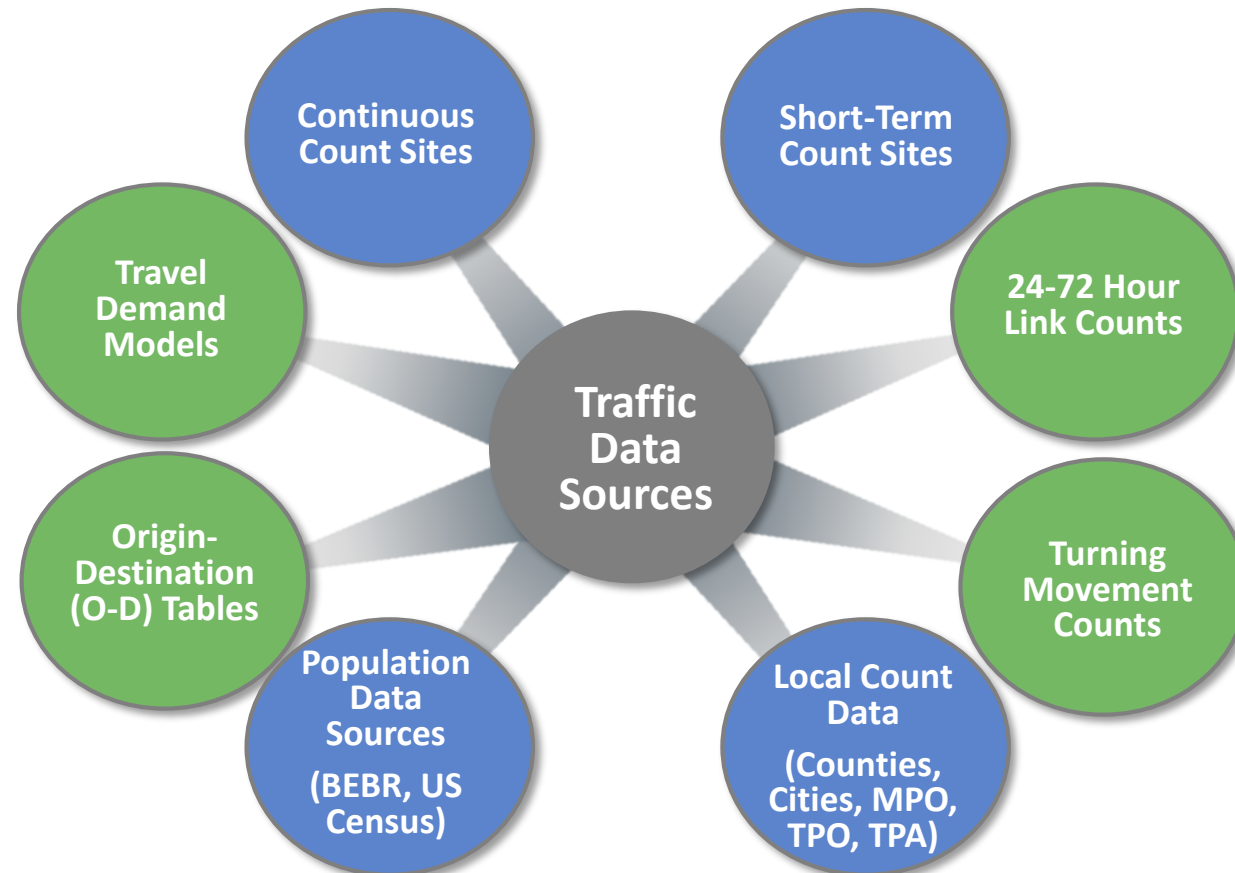 Continuous
Count Sites
Short-Term
Count Sites
Travel
Demand
Models
24-72 Hour
Link Counts
Traffic
Data
Sources
Origin-
Destination
(O-D) Tables
Turning
Movement
Counts
Population
Data
Sources
(BEBR, US
Census)
Local Count
Data
(Counties,
Cities, MPO,
TPO, TPA)